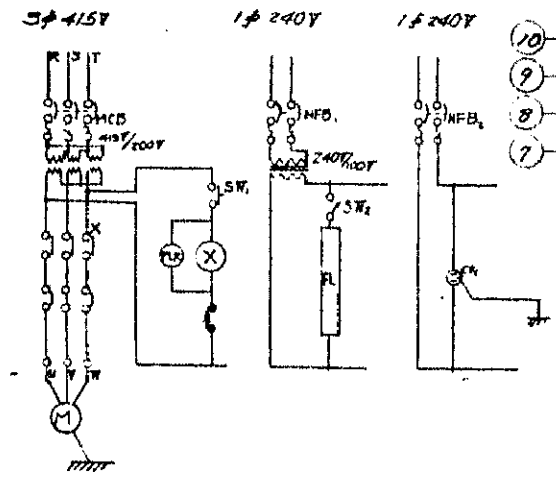 3φ 415V
1φ 240V
1φ 240V
R S T
MCB
415V/200V
X
U V W
M
SW1
X
NFB1
240V/100V
SW2
FL
NFB2
10
9
8
7